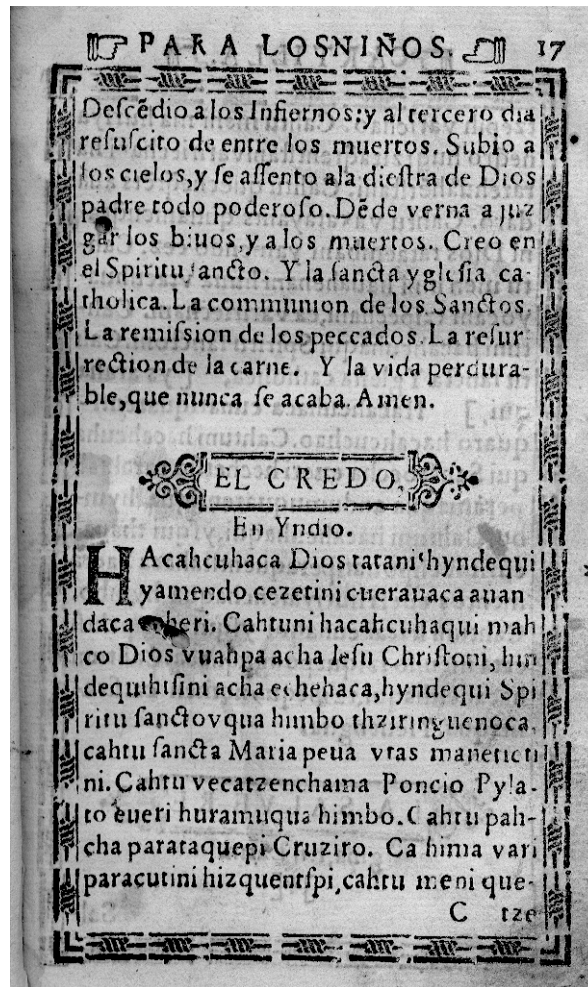 PARA LOSNIÑOS. 17
Descẽdio a los Infiernos: y al tercero dia
resuscito de entre los muertos. Subio a
los cielos, y se assento ala diestra de Dios
padre todo poderoso. Dẽde verna a juz
gar los biuos, y a los muertos. Creo en
el Spiritu sancto. Y la sancta yglesia ca-
tholica. La communion de los Sanctos.
La remission de los peccados. La resur
rection de la carne. Y la vida perdura-
ble, que nunca se acaba. Amen.
EL CREDO.
En Yndio.
HAcahcuhaca Dios tatani hyndequi
yamendo cezetini cuerauaca auan
daca echeri. Cahtuni hacahcuhaqui mah
co Dios vuahpa acha Iesu Christoni, hin
dequihtsini acha echehaca, hyndequi Spi
ritu sancto vqua himbo thziringuenoca,
cahtu sancta Maria peua vtas maneticti
ni. Cahtu vecatzenchama Poncio Pyla-
to eueri huramuqua himbo. Cahtu pah-
cha parataquepi Cruziro. Ca hima vari
paracutini hizquentspi, cahtu meni que-
C tze